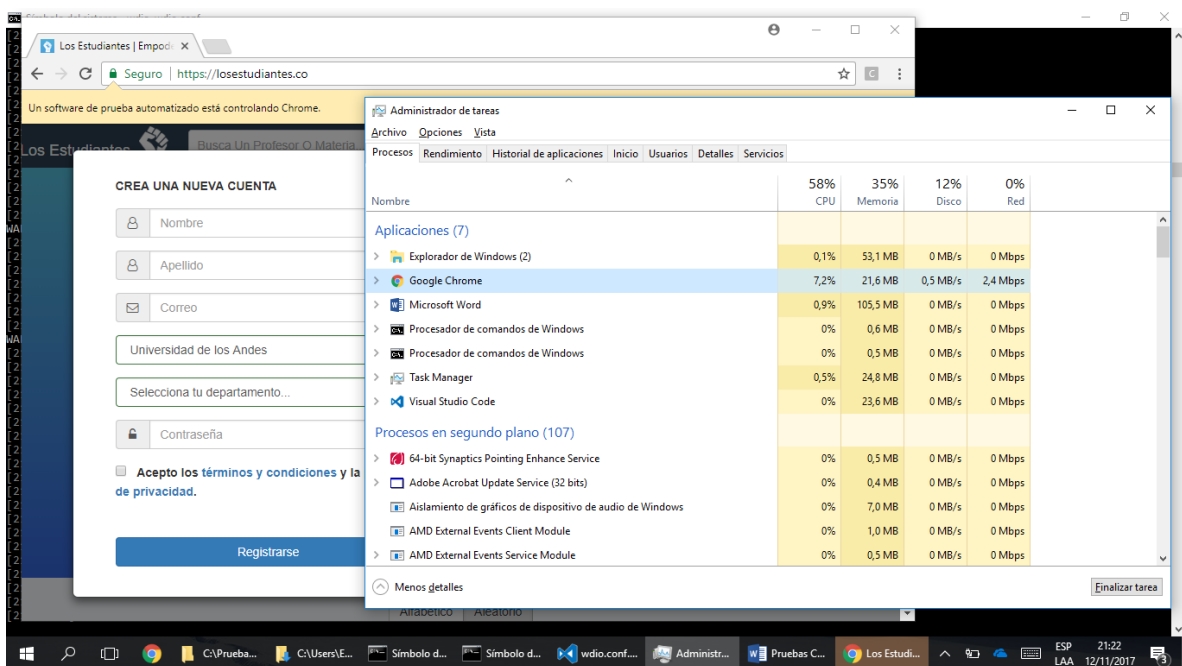 Los Estudiantes | Empod
Seguro | https://losestudiantes.co
Un software de prueba automatizado está controlando Chrome.
Busca Un Profesor O Materia
CREA UNA NUEVA CUENTA
Nombre
Apellido
Correo
Universidad de los Andes
Selecciona tu departamento...
Contraseña
Acepto los términos y condiciones y la
de privacidad.
Registrarse
Alfabético Aleatorio
Administrador de tareas
Archivo Opciones Vista
Procesos Rendimiento Historial de aplicaciones Inicio Usuarios Detalles Servicios
58% 35% 12% 0%
Nombre CPU Memoria Disco Red
Aplicaciones (7)
Explorador de Windows (2) 0,1% 53,1 MB 0 MB/s 0 Mbps
Google Chrome 7,2% 21,6 MB 0,5 MB/s 2,4 Mbps
Microsoft Word 0,9% 105,5 MB 0 MB/s 0 Mbps
Procesador de comandos de Windows 0% 0,6 MB 0 MB/s 0 Mbps
Procesador de comandos de Windows 0% 0,5 MB 0 MB/s 0 Mbps
Task Manager 0,5% 24,8 MB 0 MB/s 0 Mbps
Visual Studio Code 0% 23,6 MB 0 MB/s 0 Mbps
Procesos en segundo plano (107)
64-bit Synaptics Pointing Enhance Service 0% 0,5 MB 0 MB/s 0 Mbps
Adobe Acrobat Update Service (32 bits) 0% 0,4 MB 0 MB/s 0 Mbps
Aislamiento de gráficos de dispositivo de audio de Windows 0% 7,0 MB 0 MB/s 0 Mbps
AMD External Events Client Module 0% 1,0 MB 0 MB/s 0 Mbps
AMD External Events Service Module 0% 0,5 MB 0 MB/s 0 Mbps
Menos detalles
Finalizar tarea
C:\Prueba... C:\Users\E... Símbolo d... Símbolo d... wdio.conf.... Administr... Pruebas C... Los Estudi...
ESP 21:22
LAA 12/11/2017